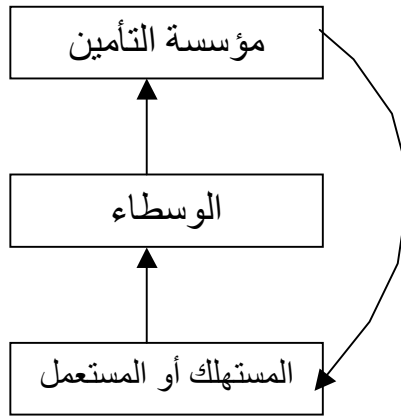 مؤسسة التأمين
الوسطاء
المستهلك أو المستعمل